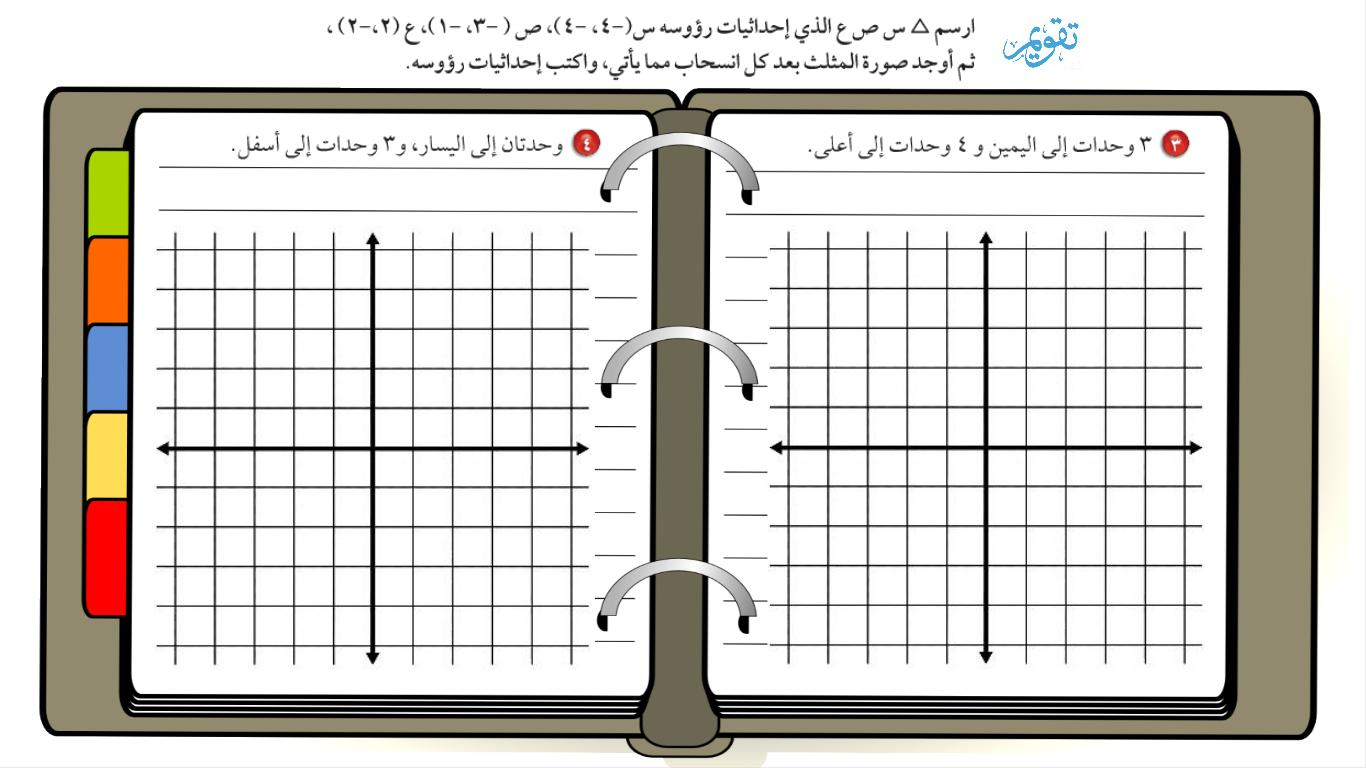 تقويم
ارسم △ س ص ع الذي إحداثيات رؤوسه س(-٤، -٤)، ص ( -٣، -١)، ع (٢، -٢) ،
ثم أوجد صورة المثلث بعد كل انسحاب مما يأتي، واكتب إحداثيات رؤوسه.
٣ ٣ وحدات إلى اليمين و ٤ وحدات إلى أعلى.
٤ وحدتان إلى اليسار، و٣ وحدات إلى أسفل.